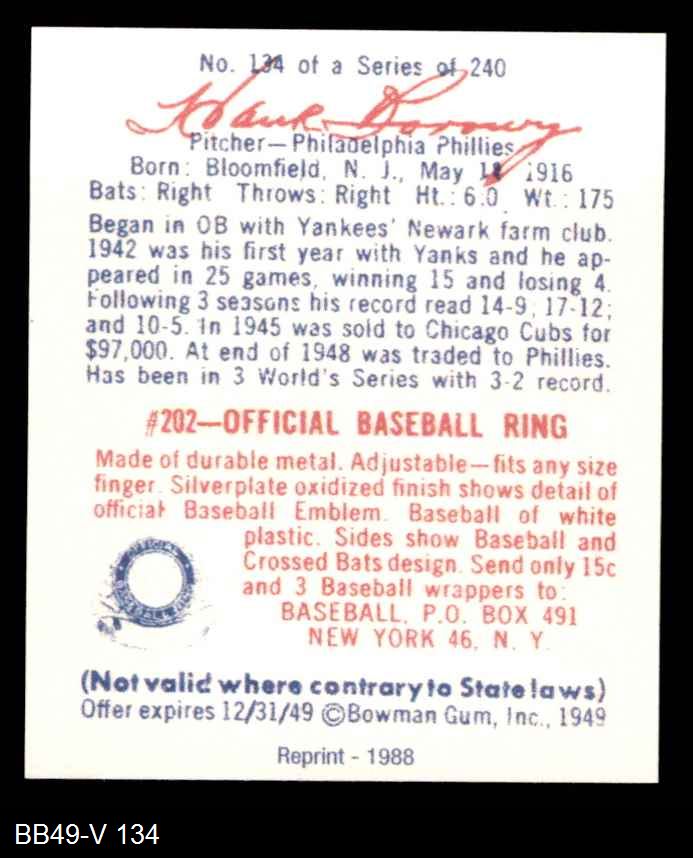 No. 134 of a Series of 240
Hank Borowy
Pitcher—Philadelphia Phillies
Born: Bloomfield, N. J., May 1916
Bats: Right Throws: Right Ht.: 6:0 Wt.: 175
Began in OB with Yankees' Newark farm club.
1942 was his first year with Yanks and he ap-
peared in 25 games, winning 15 and losing 4.
Following 3 seasons his record read 14-9; 17-12;
and 10-5. In 1945 was sold to Chicago Cubs for
$97,000. At end of 1948 was traded to Phillies.
Has been in 3 World's Series with 3-2 record.
#202—OFFICIAL BASEBALL RING
Made of durable metal. Adjustable—fits any size
finger. Silverplate oxidized finish shows detail of
official Baseball Emblem. Baseball of white
plastic. Sides show Baseball and
Crossed Bats design. Send only 15c
and 3 Baseball wrappers to:
BASEBALL, P.O. BOX 491
NEW YORK 46, N. Y.
OFFICIAL
BASEBALL RING
(Not valid where contrary to State laws)
Offer expires 12/31/49 ©Bowman Gum, Inc., 1949
Reprint - 1988
BB49-V 134